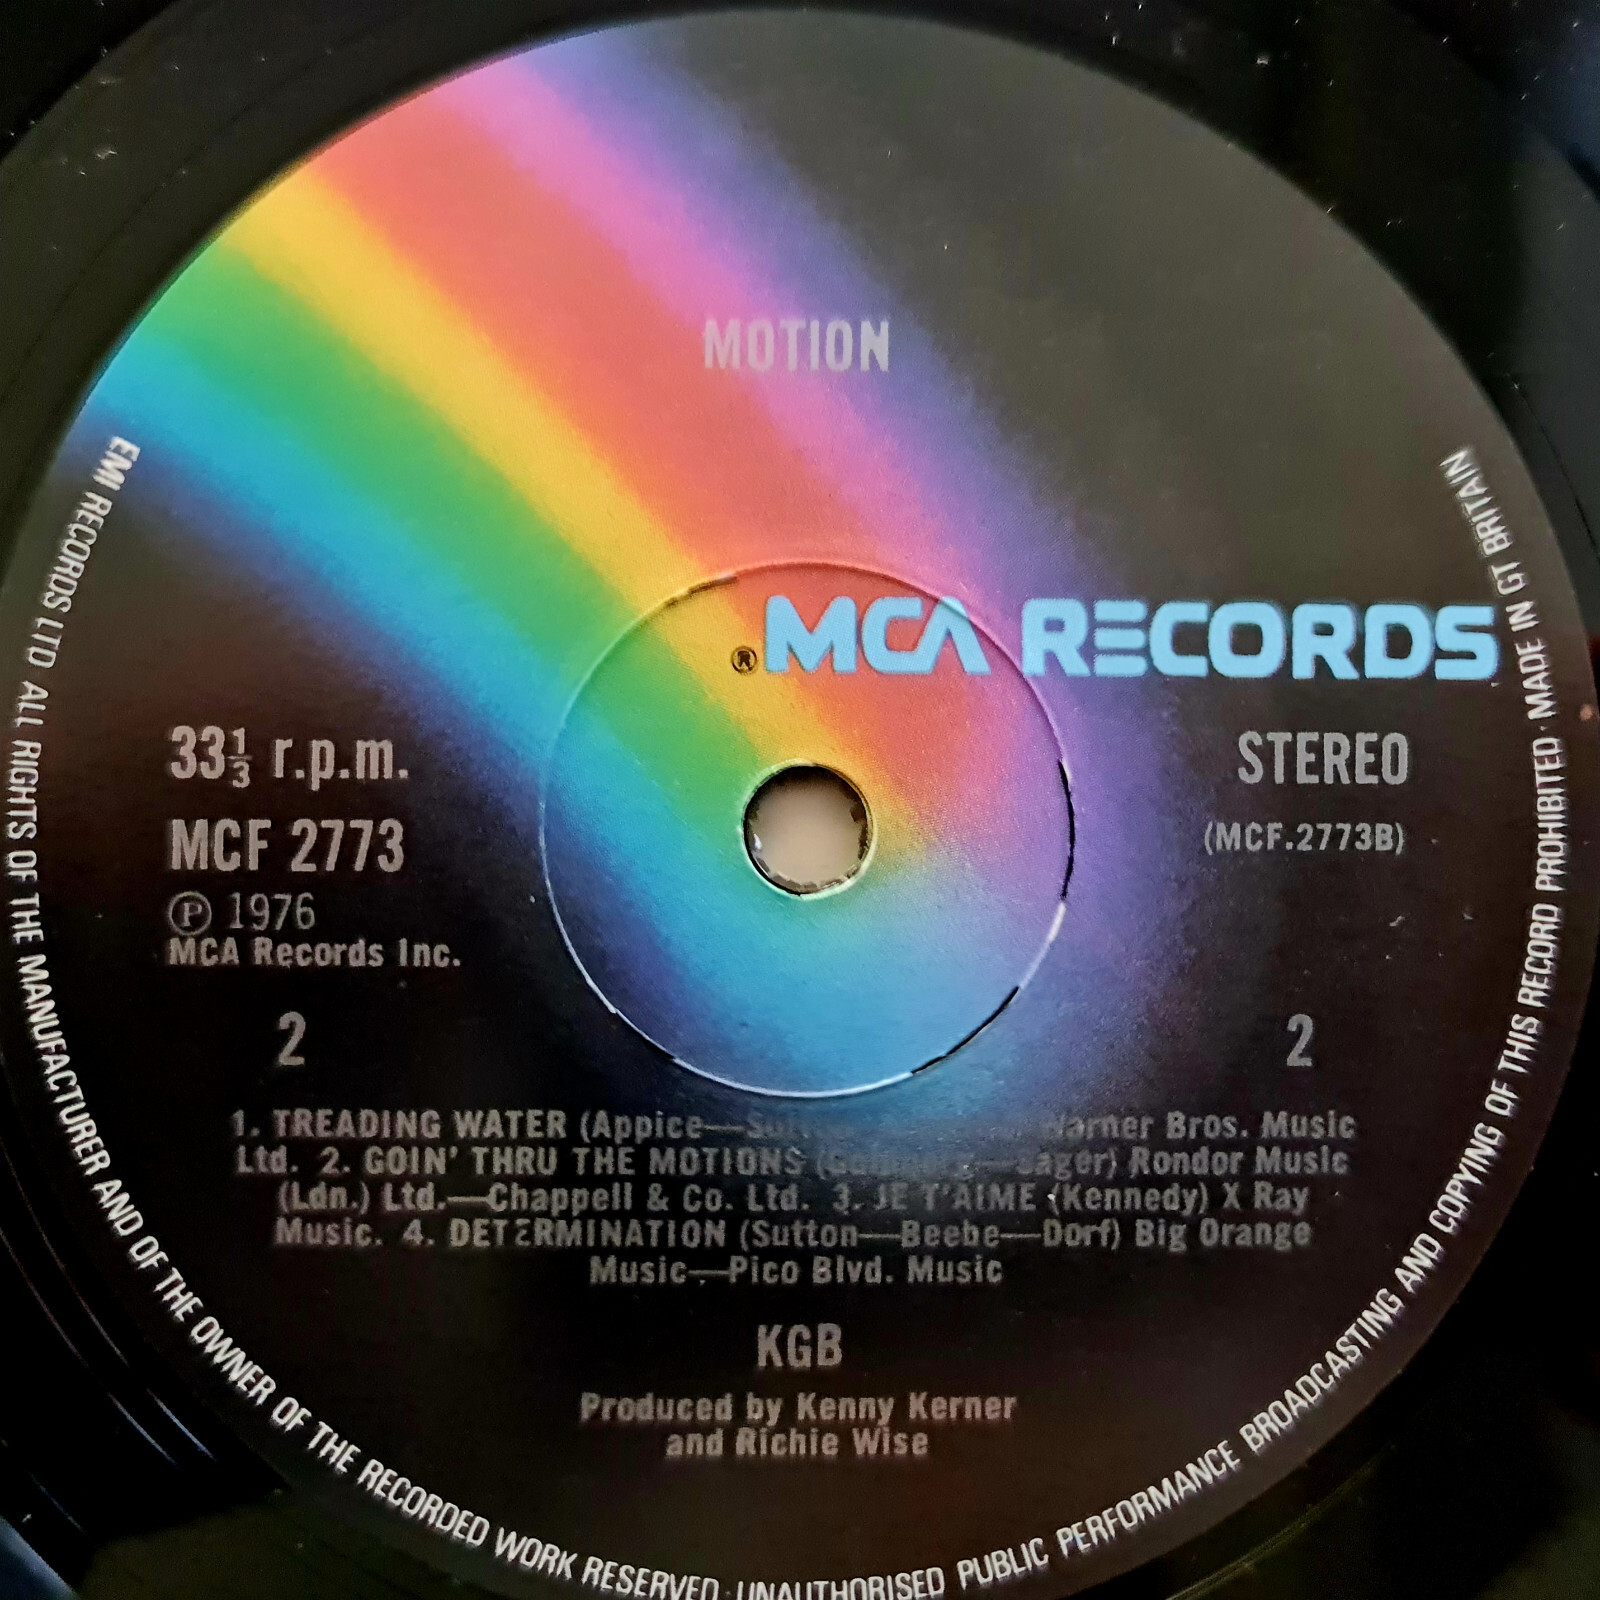 MOTION
® MCA RECORDS
33⅓ r.p.m.
STEREO
MCF 2773
(MCF.2773B)
Ⓟ 1976
MCA Records Inc.
2
2
1. TREADING WATER (Appice—Warner Bros. Music
Ltd. 2. GOIN' THRU THE MOTIONS (Sager) Rondor Music
(Ldn.) Ltd.—Chappell & Co. Ltd. 3. JE T'AIME (Kennedy) X Ray
Music. 4. DETERMINATION (Sutton—Beebe—Dorf) Big Orange
Music—Pico Blvd. Music
KGB
Produced by Kenny Kerner
and Richie Wise
EMI RECORDS LTD ALL RIGHTS OF THE MANUFACTURER AND OF THE OWNER OF THE RECORDED WORK RESERVED · UNAUTHORISED PUBLIC PERFORMANCE BROADCASTING AND COPYING OF THIS RECORD PROHIBITED · MADE IN GT BRITAIN